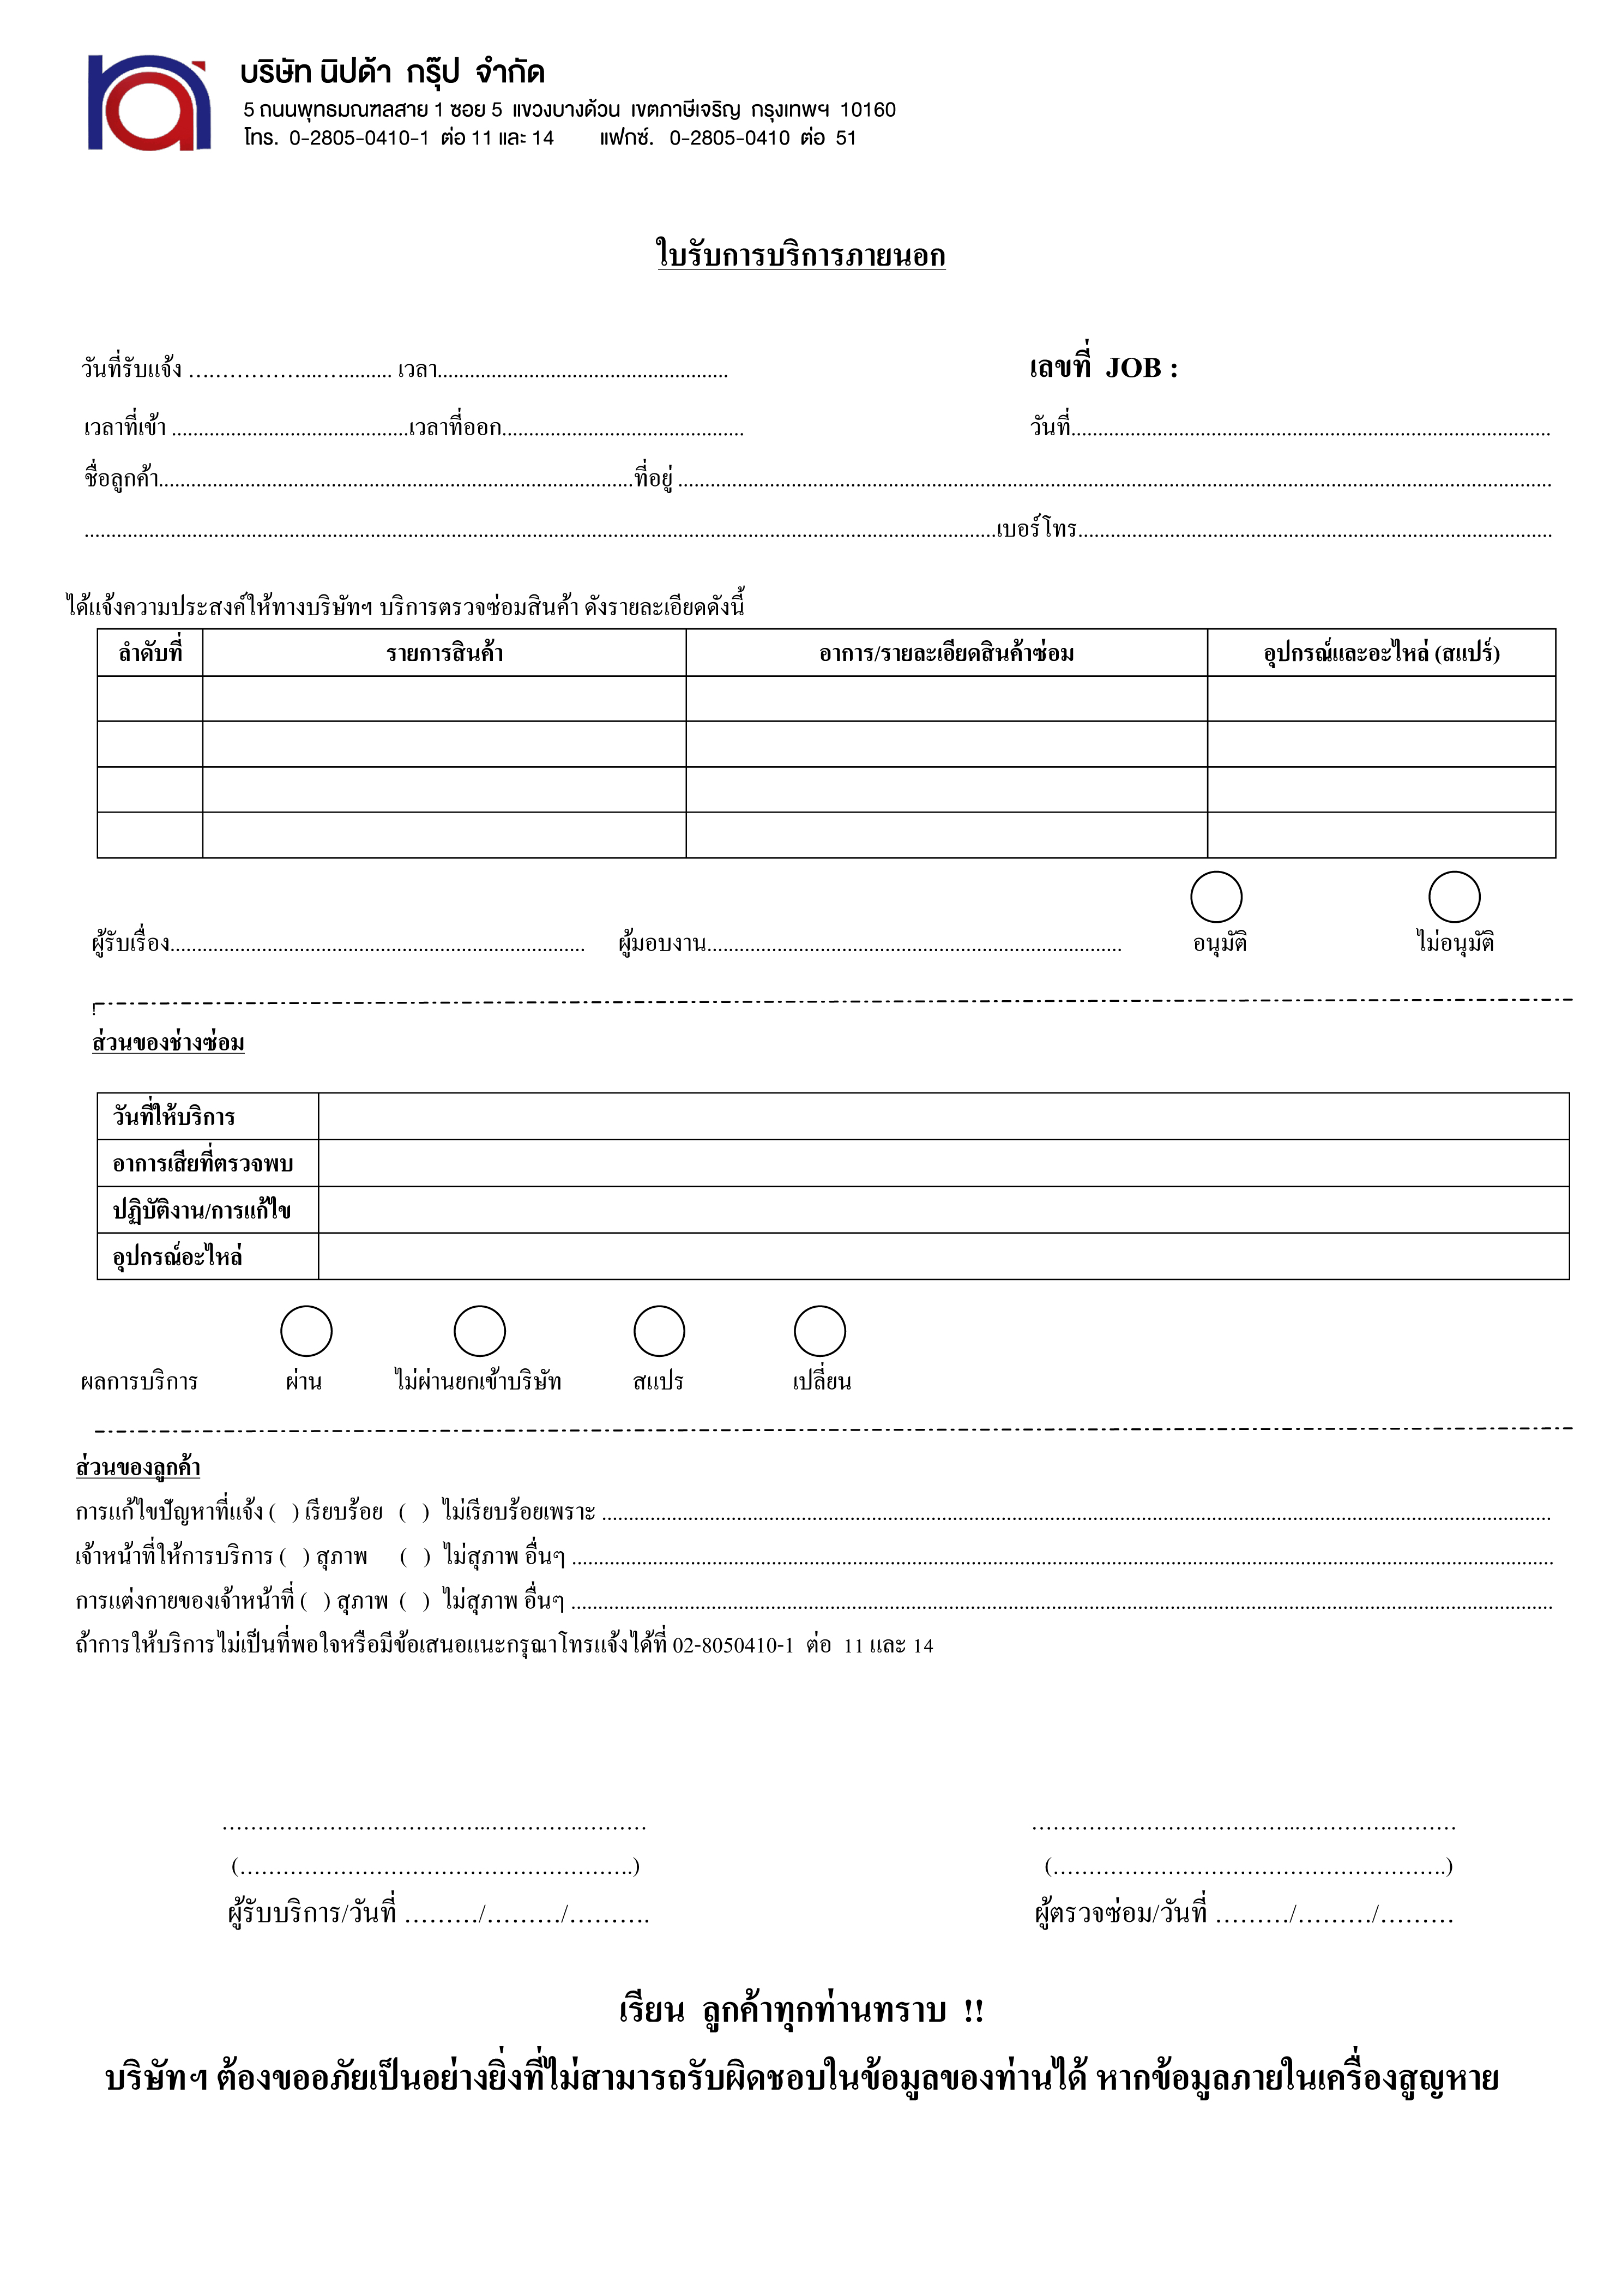 บริษัท นิปด้า กรุ๊ป จำกัด
5 ถนนพุทธมณฑลสาย 1 ซอย 5 แขวงบางด้วน เขตภาษีเจริญ กรุงเทพฯ 10160
โทร. 0-2805-0410-1 ต่อ 11 และ 14 แฟกซ์. 0-2805-0410 ต่อ 51
ใบรับการบริการภายนอก
วันที่รับแจ้ง ........................ เวลา........................ เลขที่ JOB :
เวลาที่เข้า ........................เวลาที่ออก........................ วันที่........................
ชื่อลูกค้า........................ที่อยู่ ........................
........................เบอร์โทร........................
ได้แจ้งความประสงค์ให้ทางบริษัทฯ บริการตรวจซ่อมสินค้า ดังรายละเอียดดังนี้
ลำดับที่ รายการสินค้า อาการ/รายละเอียดสินค้าซ่อม อุปกรณ์และอะไหล่ (สแปร์)
ผู้รับเรื่อง........................ ผู้มอบงาน........................ อนุมัติ ไม่อนุมัติ
ส่วนของช่างซ่อม
วันที่ให้บริการ
อาการเสียที่ตรวจพบ
ปฏิบัติงาน/การแก้ไข
อุปกรณ์อะไหล่
ผลการบริการ ผ่าน ไม่ผ่านยกเข้าบริษัท สแปร เปลี่ยน
ส่วนของลูกค้า
การแก้ไขปัญหาที่แจ้ง ( ) เรียบร้อย ( ) ไม่เรียบร้อยเพราะ ........................
เจ้าหน้าที่ให้การบริการ ( ) สุภาพ ( ) ไม่สุภาพ อื่นๆ ........................
การแต่งกายของเจ้าหน้าที่ ( ) สุภาพ ( ) ไม่สุภาพ อื่นๆ ........................
ถ้าการให้บริการไม่เป็นที่พอใจหรือมีข้อเสนอแนะกรุณาโทรแจ้งได้ที่ 02-8050410-1 ต่อ 11 และ 14
........................ ........................
(........................) (........................)
ผู้รับบริการ/วันที่ ………/………/………. ผู้ตรวจซ่อม/วันที่ ………/………/………
เรียน ลูกค้าทุกท่านทราบ !!
บริษัทฯ ต้องขออภัยเป็นอย่างยิ่งที่ไม่สามารถรับผิดชอบในข้อมูลของท่านได้ หากข้อมูลภายในเครื่องสูญหาย